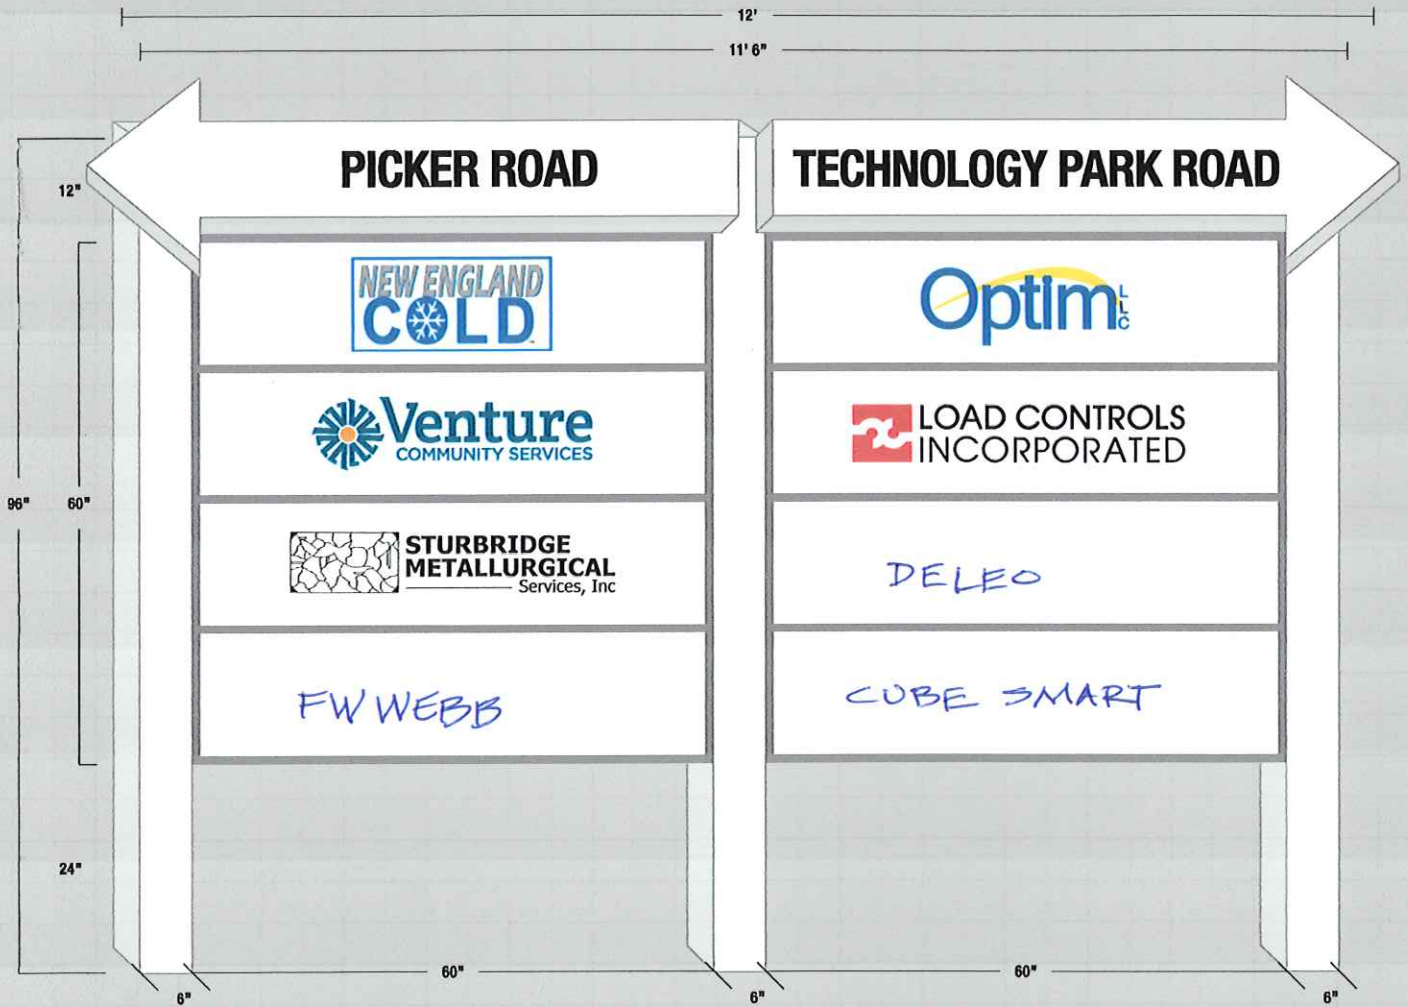 12'
11' 6"
PICKER ROAD
TECHNOLOGY PARK ROAD
12"
NEW ENGLAND
COLD
Optim LLC
Venture
COMMUNITY SERVICES
LOAD CONTROLS
INCORPORATED
96"
60"
STURBRIDGE
METALLURGICAL
Services, Inc
DELEO
FW WEBB
CUBE SMART
24"
60"
60"
6"
6"
6"